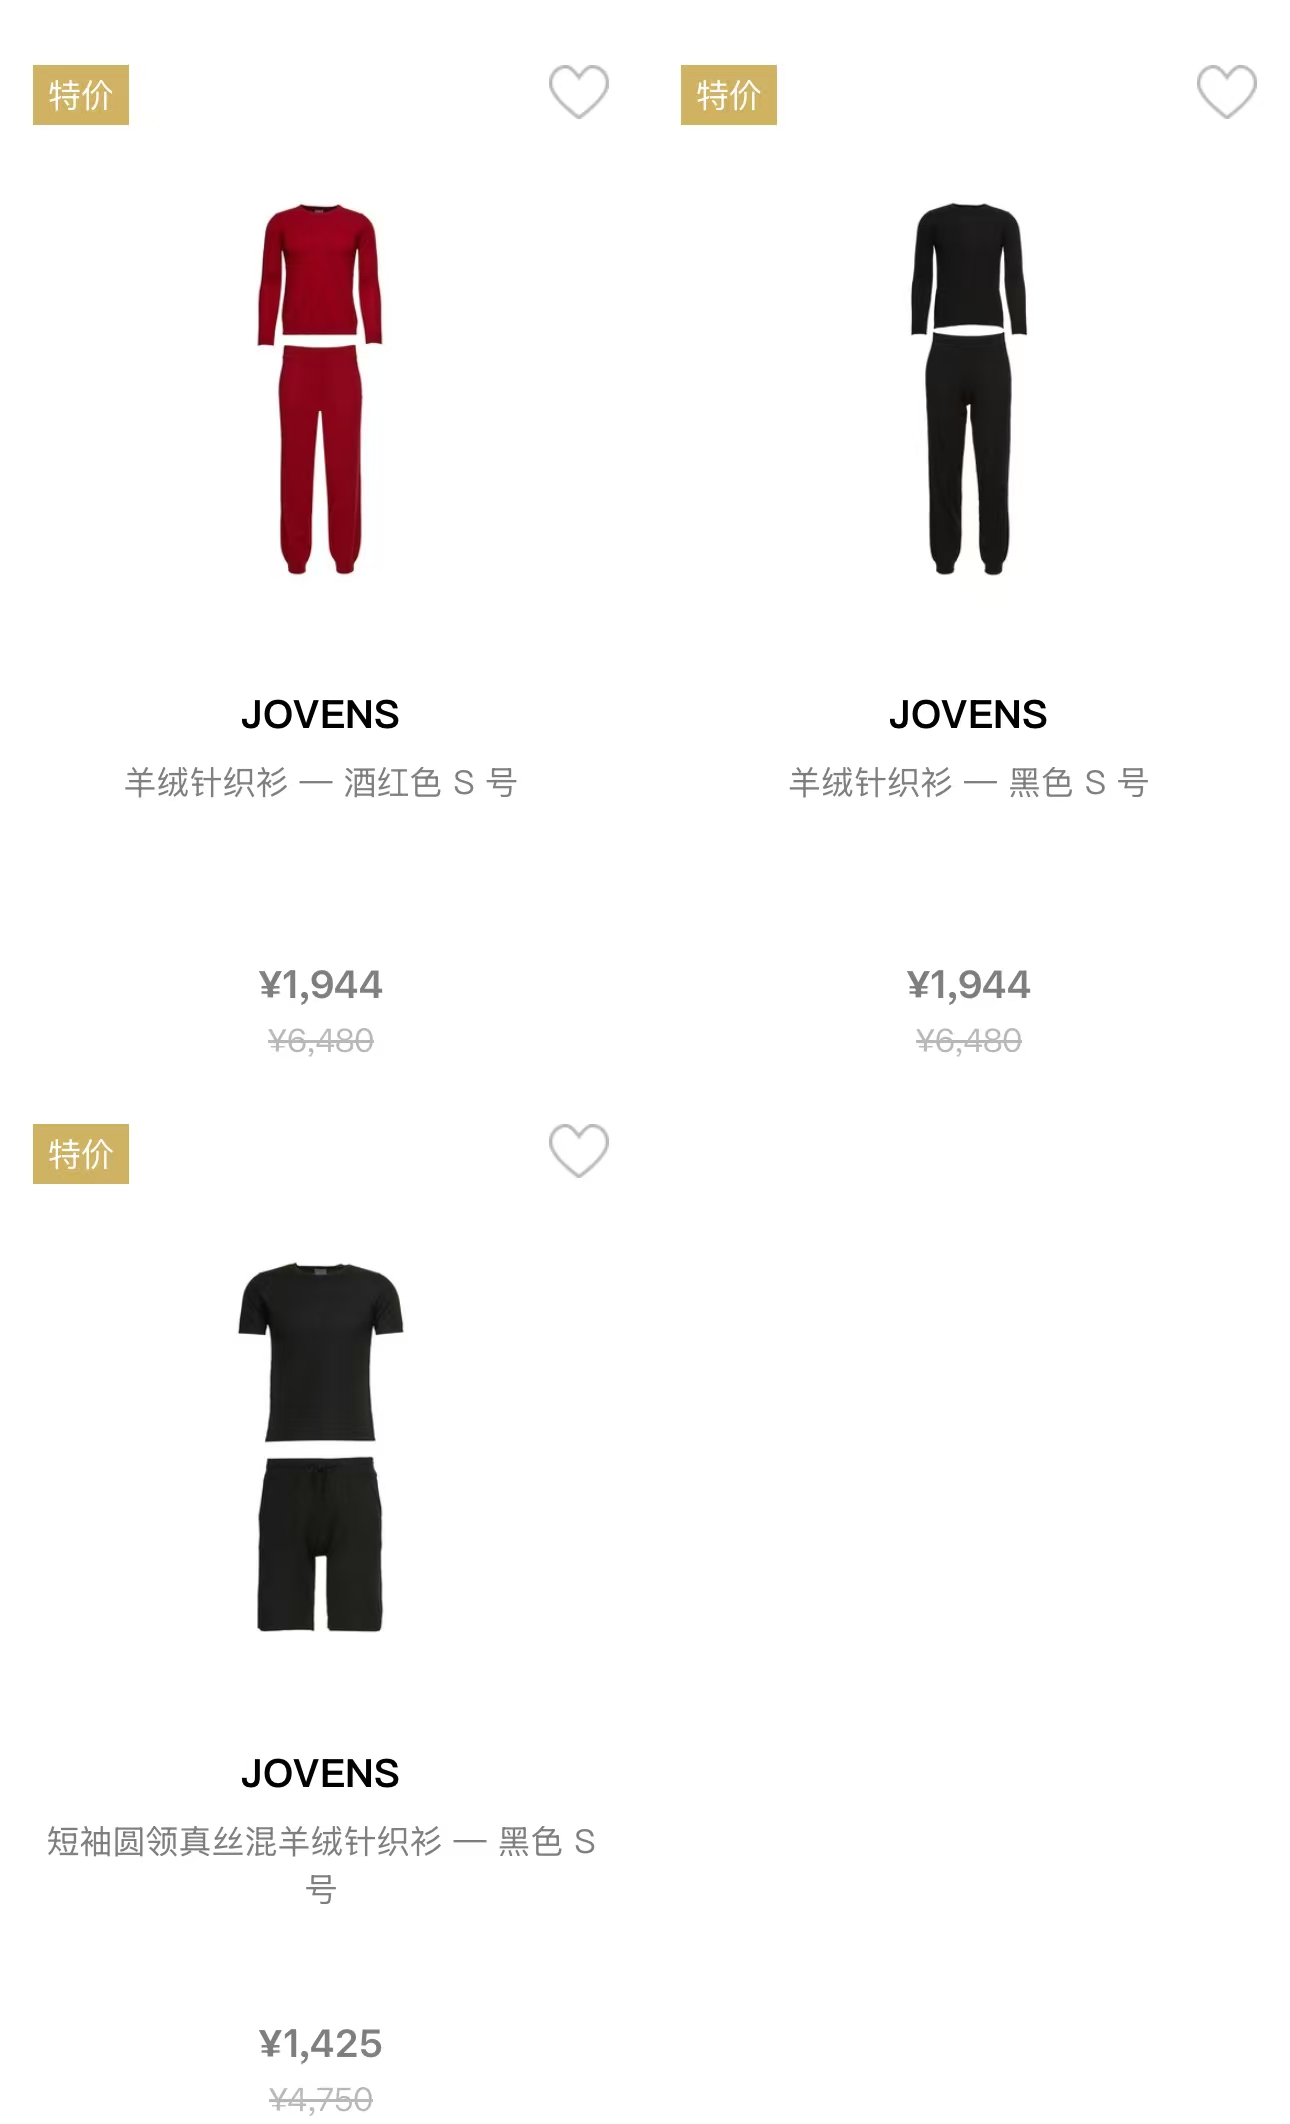 特价
特价
JOVENS
JOVENS
羊绒针织衫 — 酒红色 S 号
羊绒针织衫 — 黑色 S 号
¥1,944
¥1,944
¥6,480
¥6,480
特价
JOVENS
短袖圆领真丝混羊绒针织衫 — 黑色 S
号
¥1,425
¥4,750